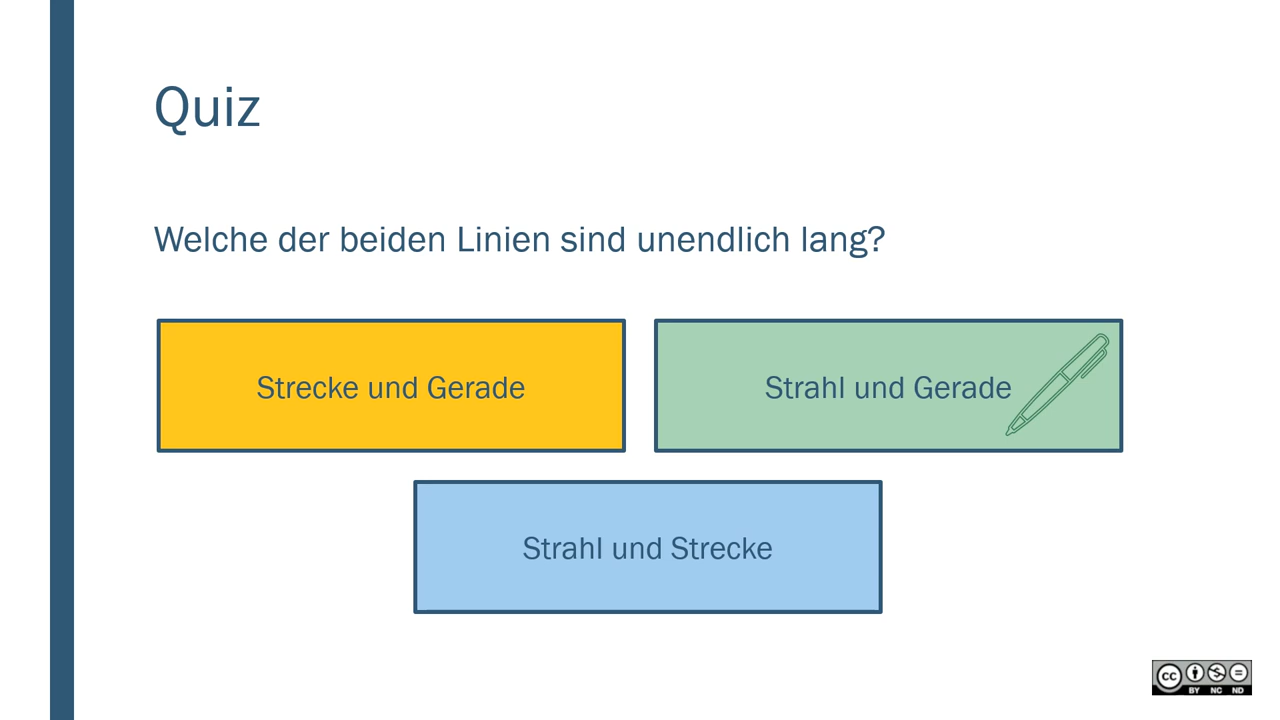 Quiz
Welche der beiden Linien sind unendlich lang?
Strecke und Gerade
Strahl und Gerade
Strahl und Strecke
cc
BY NC ND